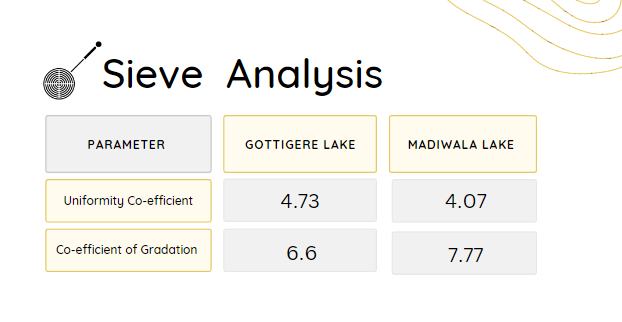 Sieve Analysis
PARAMETER GOTTIGERE LAKE MADIWALA LAKE
Uniformity Co-efficient 4.73 4.07
Co-efficient of Gradation 6.6 7.77